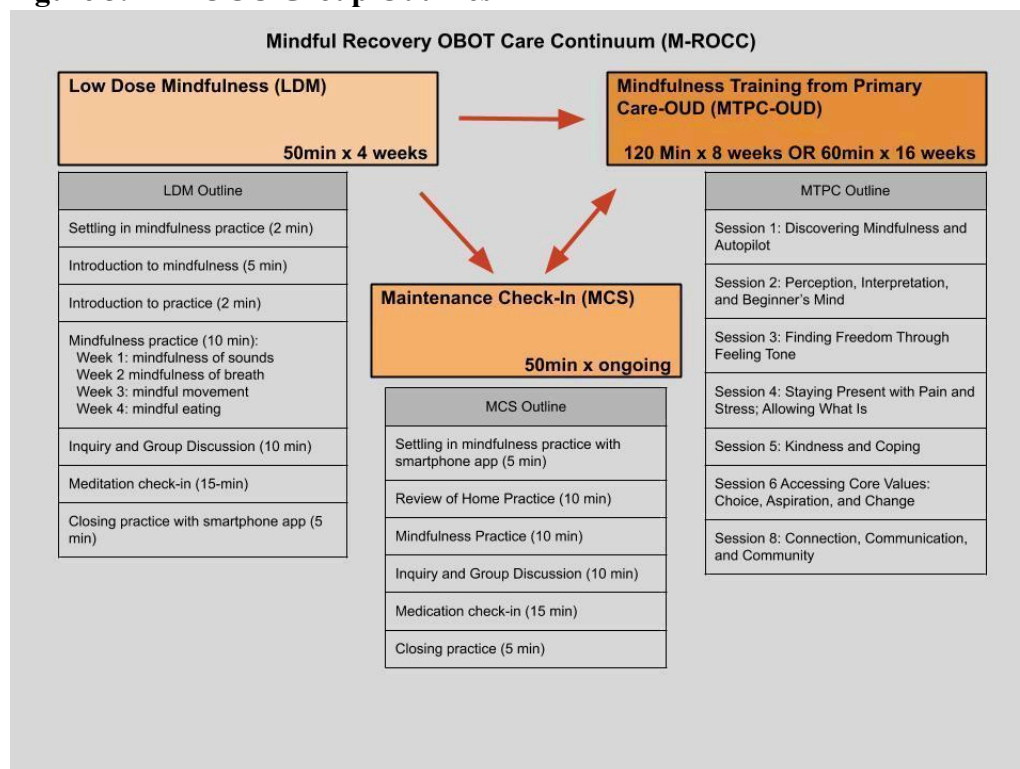 Mindful Recovery OBOT Care Continuum (M-ROCC)
Low Dose Mindfulness (LDM)
50min x 4 weeks
Mindfulness Training from Primary
Care-OUD (MTPC-OUD)
120 Min x 8 weeks OR 60min x 16 weeks
LDM Outline
Settling in mindfulness practice (2 min)
Introduction to mindfulness (5 min)
Introduction to practice (2 min)
Mindfulness practice (10 min):
Week 1: mindfulness of sounds
Week 2 mindfulness of breath
Week 3: mindful movement
Week 4: mindful eating
Inquiry and Group Discussion (10 min)
Meditation check-in (15-min)
Closing practice with smartphone app (5
min)
Maintenance Check-In (MCS)
50min x ongoing
MCS Outline
Settling in mindfulness practice with
smartphone app (5 min)
Review of Home Practice (10 min)
Mindfulness Practice (10 min)
Inquiry and Group Discussion (10 min)
Medication check-in (15 min)
Closing practice (5 min)
MTPC Outline
Session 1: Discovering Mindfulness and
Autopilot
Session 2: Perception, Interpretation,
and Beginner's Mind
Session 3: Finding Freedom Through
Feeling Tone
Session 4: Staying Present with Pain and
Stress; Allowing What Is
Session 5: Kindness and Coping
Session 6 Accessing Core Values:
Choice, Aspiration, and Change
Session 8: Connection, Communication,
and Community